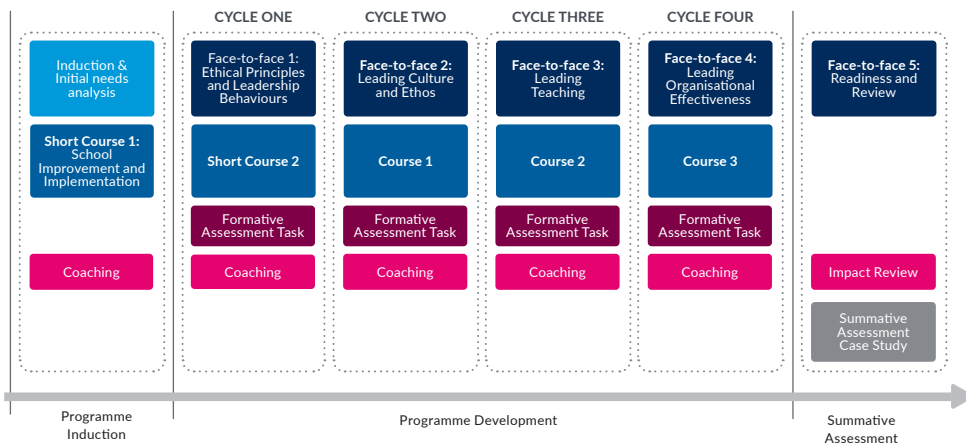 CYCLE ONE
CYCLE TWO
CYCLE THREE
CYCLE FOUR
Induction &
Initial needs
analysis
Short Course 1:
School
Improvement and
Implementation
Coaching
Face-to-face 1:
Ethical Principles
and Leadership
Behaviours
Short Course 2
Formative
Assessment Task
Coaching
Face-to-face 2:
Leading Culture
and Ethos
Course 1
Formative
Assessment Task
Coaching
Face-to-face 3:
Leading
Teaching
Course 2
Formative
Assessment Task
Coaching
Face-to-face 4:
Leading
Organisational
Effectiveness
Course 3
Formative
Assessment Task
Coaching
Face-to-face 5:
Readiness and
Review
Impact Review
Summative
Assessment
Case Study
Programme
Induction
Programme Development
Summative
Assessment